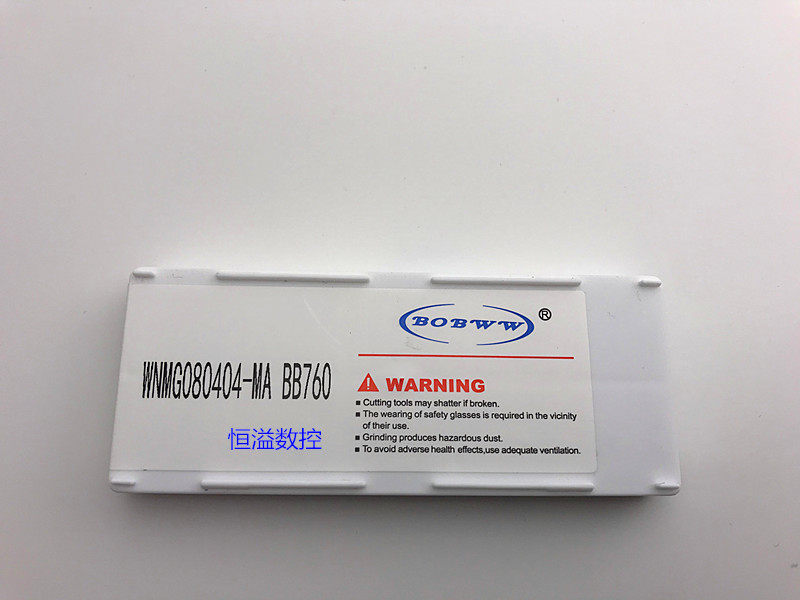 BOBWW®
WNMG080404-MA BB760
恒溢数控
WARNING
■ Cutting tools may shatter if broken.
■ The wearing of safety glasses is required in the vicinity
of their use.
■ Grinding produces hazardous dust.
■ To avoid adverse health effects,use adequate ventilation.